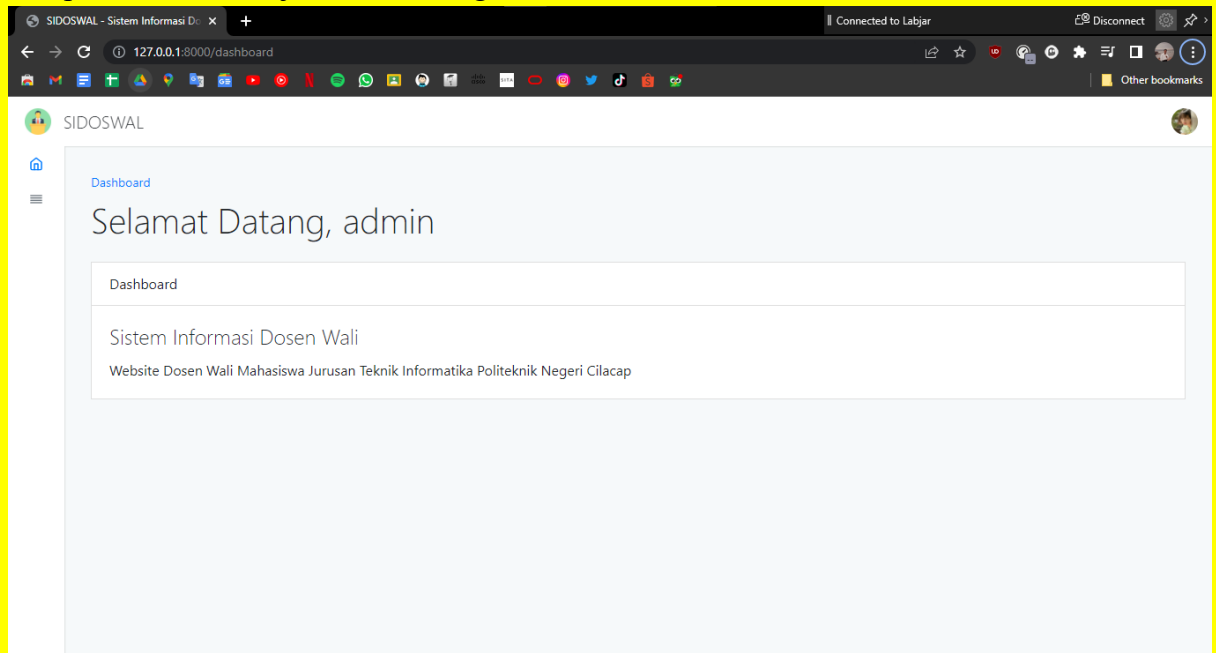 SIDOSWAL - Sistem Informasi Do
Connected to Labjar
Disconnect
127.0.0.1:8000/dashboard
Other bookmarks
SIDOSWAL
Dashboard
Selamat Datang, admin
Dashboard
Sistem Informasi Dosen Wali
Website Dosen Wali Mahasiswa Jurusan Teknik Informatika Politeknik Negeri Cilacap